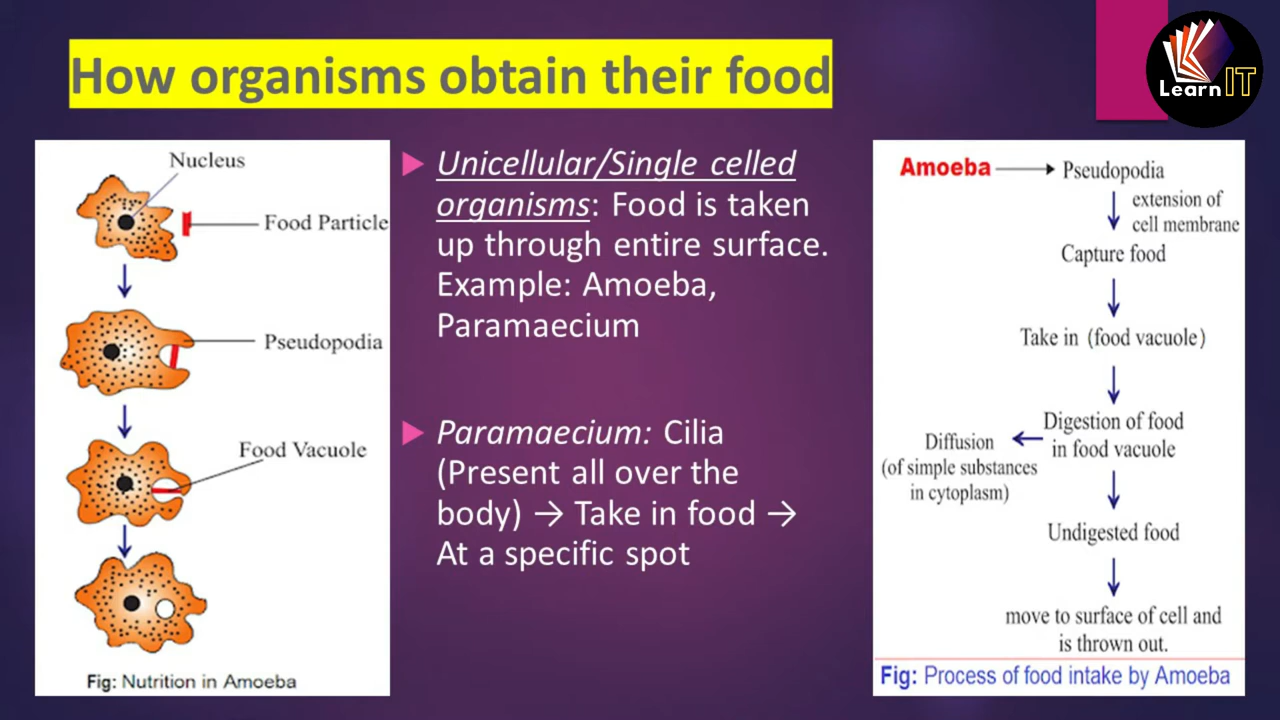 How organisms obtain their food
Learn IT
Nucleus
Food Particle
Pseudopodia
Food Vacuole
Fig: Nutrition in Amoeba
Unicellular/Single celled
organisms: Food is taken
up through entire surface.
Example: Amoeba,
Paramaecium
Paramaecium: Cilia
(Present all over the
body) → Take in food →
At a specific spot
Amoeba → Pseudopodia
extension of
cell membrane
Capture food
Take in (food vacuole)
Digestion of food
in food vacuole
Diffusion
(of simple substances
in cytoplasm)
Undigested food
move to surface of cell and
is thrown out.
Fig: Process of food intake by Amoeba